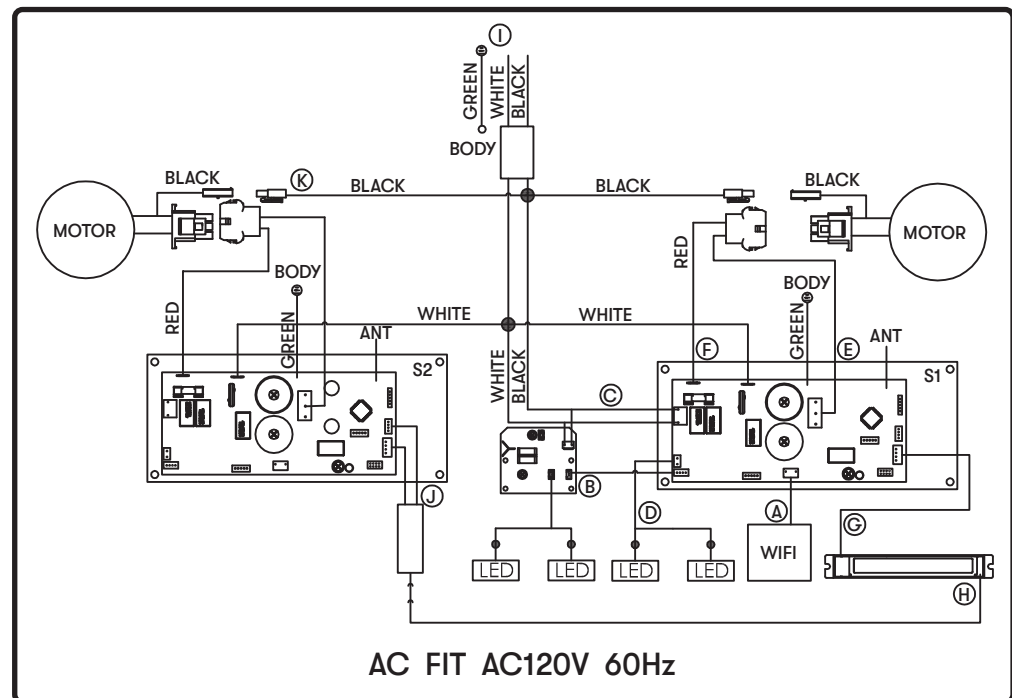 I
GREEN
WHITE
BLACK
BODY
BLACK
K
BLACK
BLACK
BLACK
MOTOR
MOTOR
RED
BODY
GREEN
ANT
WHITE
WHITE
RED
BODY
GREEN
E
ANT
F
S2
S1
WHITE
BLACK
C
B
J
D
A
G
LED
LED
LED
LED
WIFI
H
AC FIT AC120V 60Hz